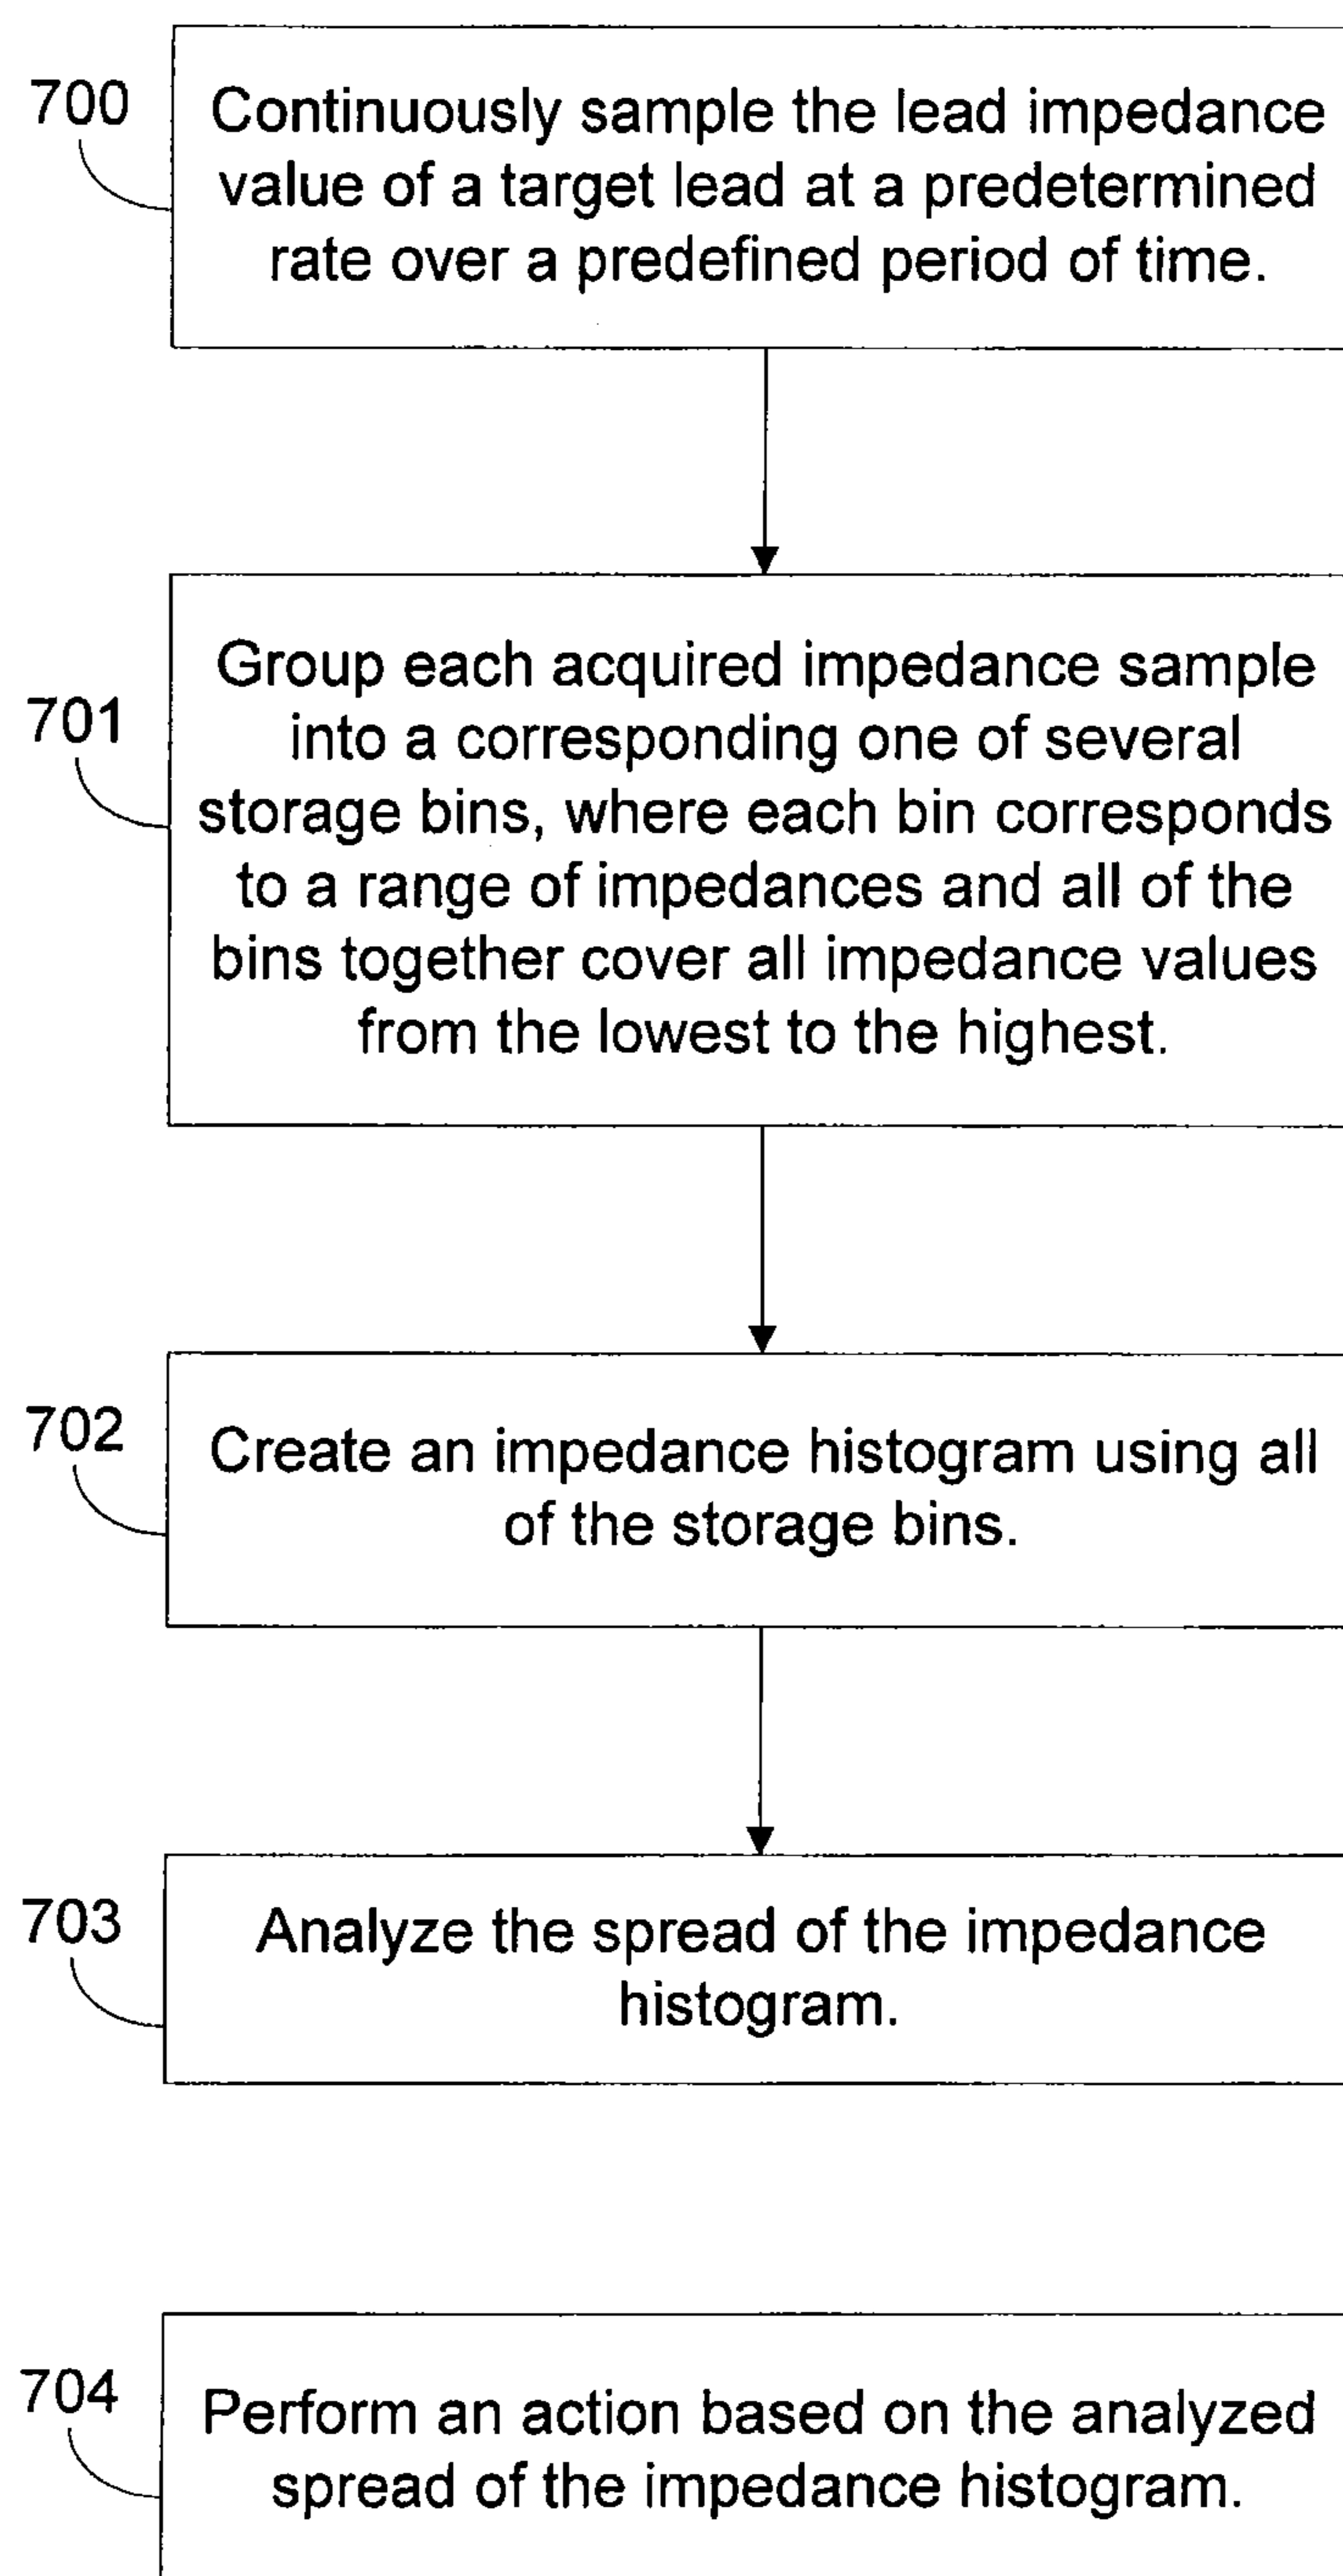 700
Continuously sample the lead impedance
value of a target lead at a predetermined
rate over a predefined period of time.
701
Group each acquired impedance sample
into a corresponding one of several
storage bins, where each bin corresponds
to a range of impedances and all of the
bins together cover all impedance values
from the lowest to the highest.
702
Create an impedance histogram using all
of the storage bins.
703
Analyze the spread of the impedance
histogram.
704
Perform an action based on the analyzed
spread of the impedance histogram.